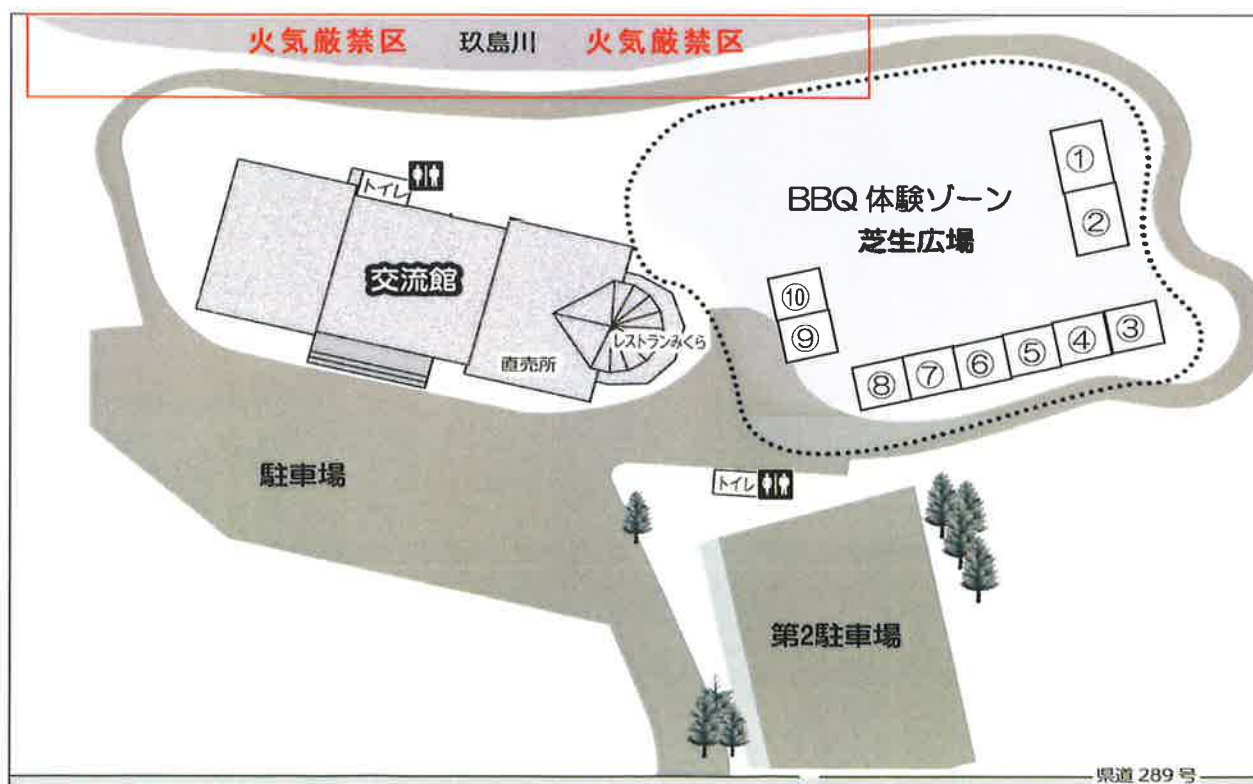 火気厳禁区 玖島川 火気厳禁区
①
②
BBQ 体験ゾーン
芝生広場
トイレ
交流館
⑩
⑨
レストランみくら
直売所
⑧ ⑦ ⑥ ⑤ ④ ③
駐車場
トイレ
第2駐車場
県道 289 号